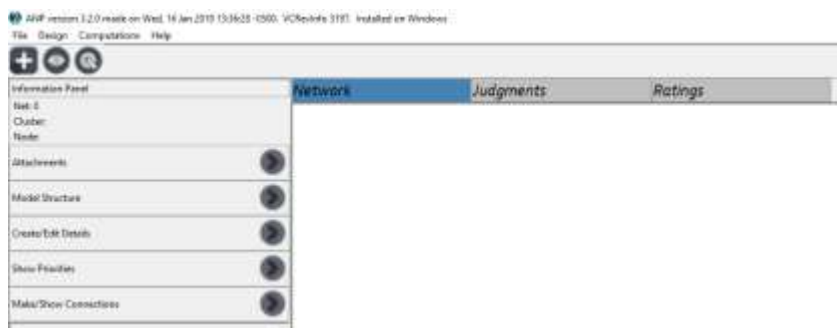 ANP version 3.2.0 made on Wed, 16 Jan 2019 13:36:28 -0500. VCRevInfo 3197. Installed on Windows
File Design Computations Help
Information Panel
Network Judgments Ratings
Net: 0
Cluster:
Node:
Attachments
Model Structure
Create/Edit Details
Show Priorities
Make/Show Connections